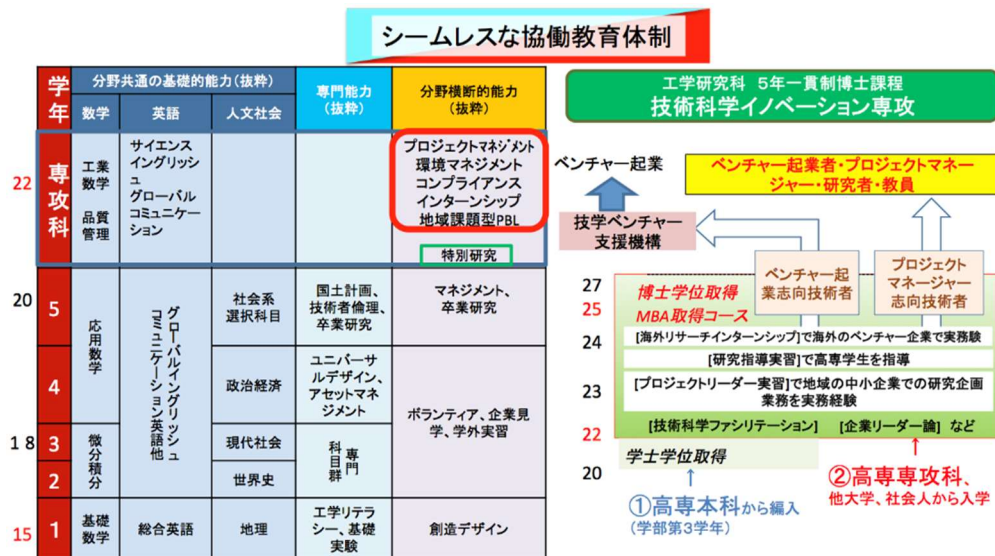 シームレスな協働教育体制
学年
分野共通の基礎的能力(抜粋)
専門能力
(抜粋)
分野横断的能力
(抜粋)
数学
英語
人文社会
22
専攻科
工業
数学
品質
管理
サイエンス
イングリッシ
ュ
グローバル
コミュニケー
ション
プロジェクトマネジメント
環境マネジメント
コンプライアンス
インターンシップ
地域課題型PBL
特別研究
20
5
応用数学
グローバルイングリッシュ
コミュニケーション英語他
社会系
選択科目
国土計画、
技術者倫理、
卒業研究
マネジメント、
卒業研究
4
政治経済
ユニバーサ
ルデザイン、
アセットマネ
ジメント
ボランティア、企業見
学、学外実習
18
3
微分積分
現代社会
専門
科目群
2
世界史
15
1
基礎
数学
総合英語
地理
工学リテラ
シー、基礎
実験
創造デザイン
工学研究科 5年一貫制博士課程
技術科学イノベーション専攻
ベンチャー起業
ベンチャー起業者・プロジェクトマネー
ジャー・研究者・教員
技学ベンチャー
支援機構
ベンチャー起
業志向技術者
プロジェクト
マネージャー
志向技術者
27
博士学位取得
25
MBA取得コース
24
[海外リサーチインターンシップ]で海外のベンチャー企業で実務験
[研究指導実習]で高専学生を指導
23
[プロジェクトリーダー実習]で地域の中小企業での研究企画
業務を実務経験
22
[技術科学ファシリテーション] [企業リーダー論] など
20
学士学位取得
①高専本科から編入
(学部第3学年)
②高専専攻科、
他大学、社会人から入学